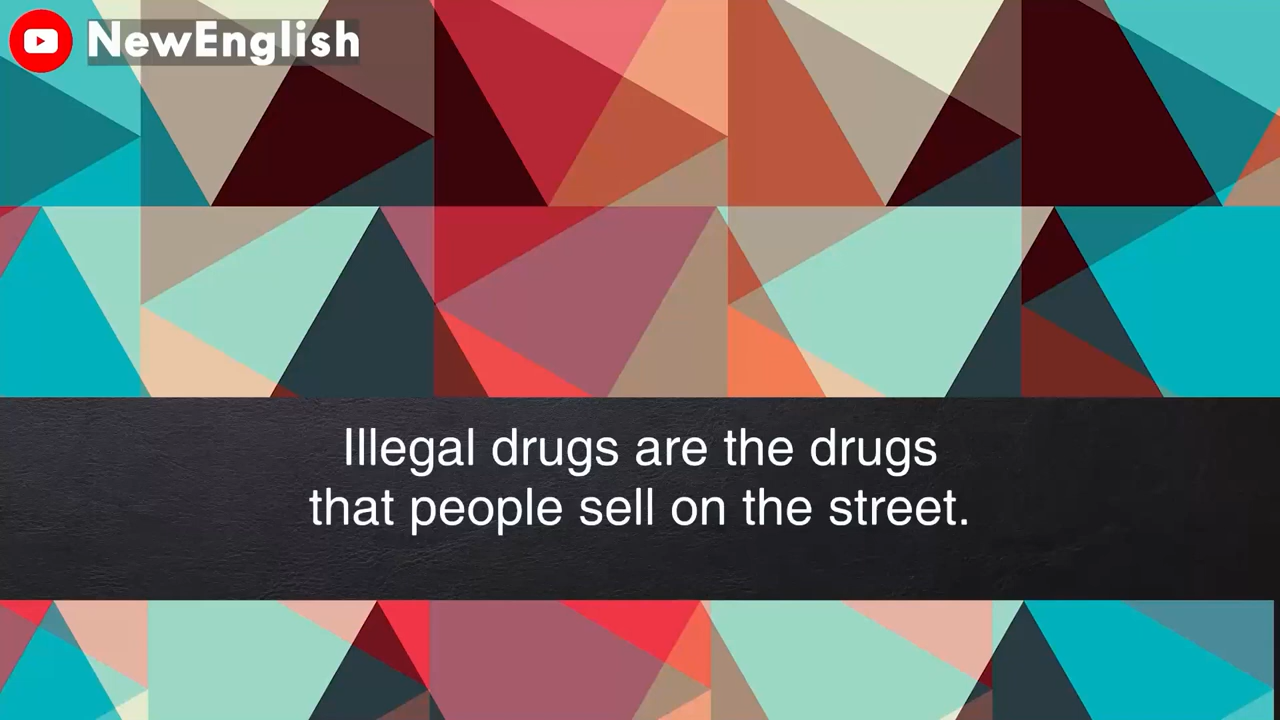 NewEnglish
Illegal drugs are the drugs
that people sell on the street.